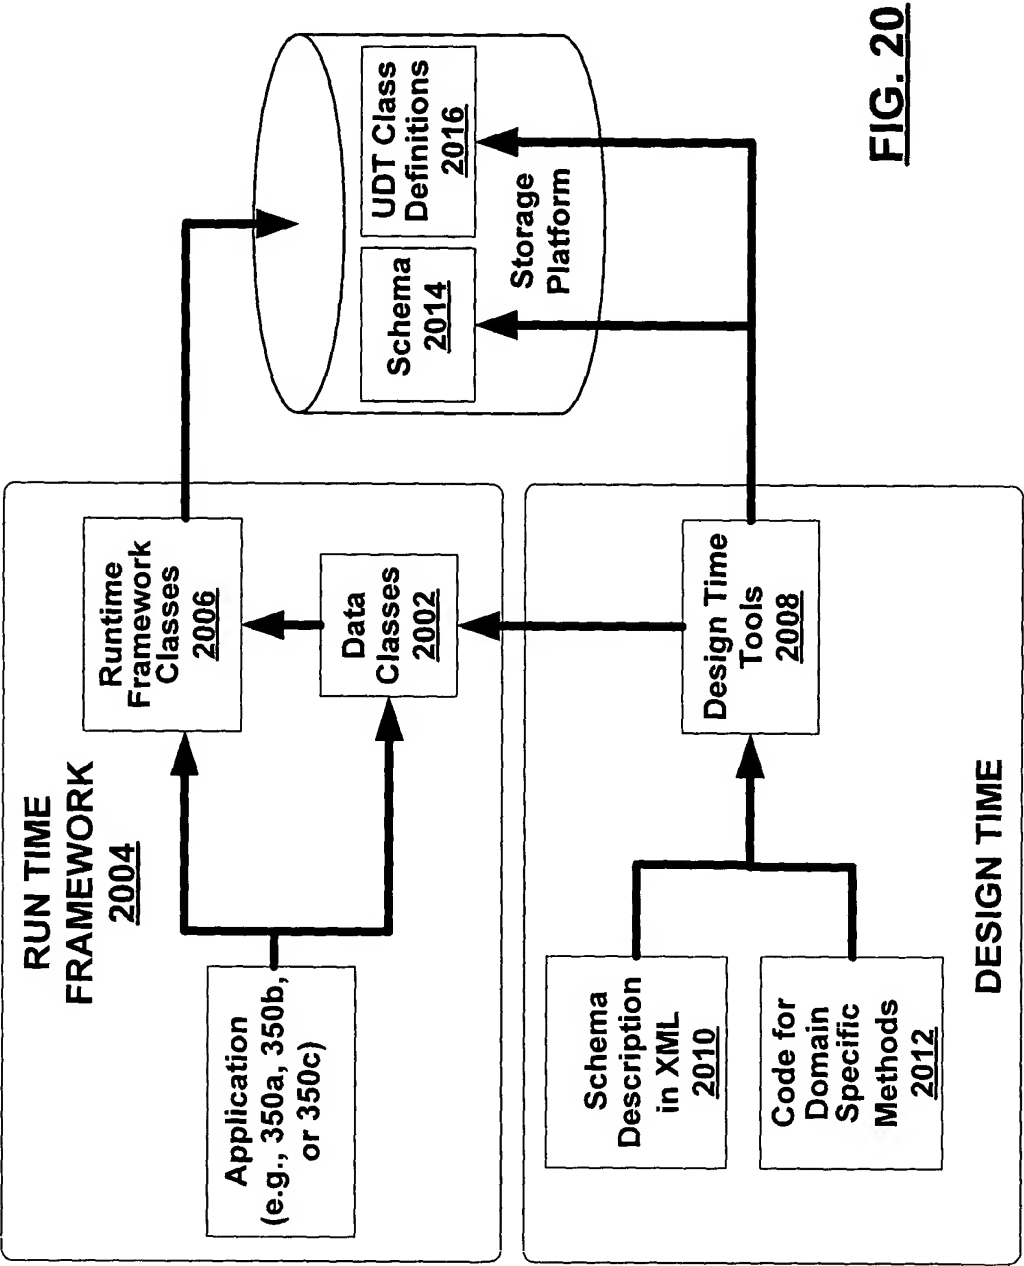 RUN TIME
FRAMEWORK
2004
Application
(e.g., 350a, 350b,
or 350c)
Runtime
Framework
Classes
2006
Data
Classes
2002
Schema
Description
in XML
2010
Code for
Domain
Specific
Methods
2012
Design Time
Tools
2008
DESIGN TIME
Schema
2014
UDT Class
Definitions
2016
Storage
Platform
FIG. 20